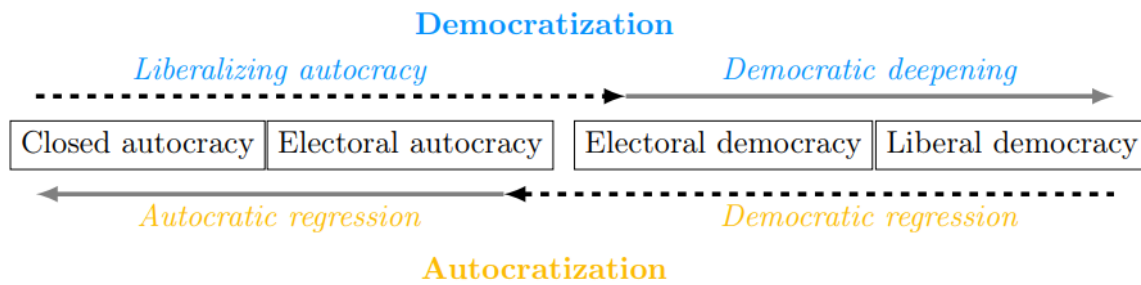 Democratization
Liberalizing autocracy Democratic deepening
Closed autocracy Electoral autocracy Electoral democracy Liberal democracy
Autocratic regression Democratic regression
Autocratization